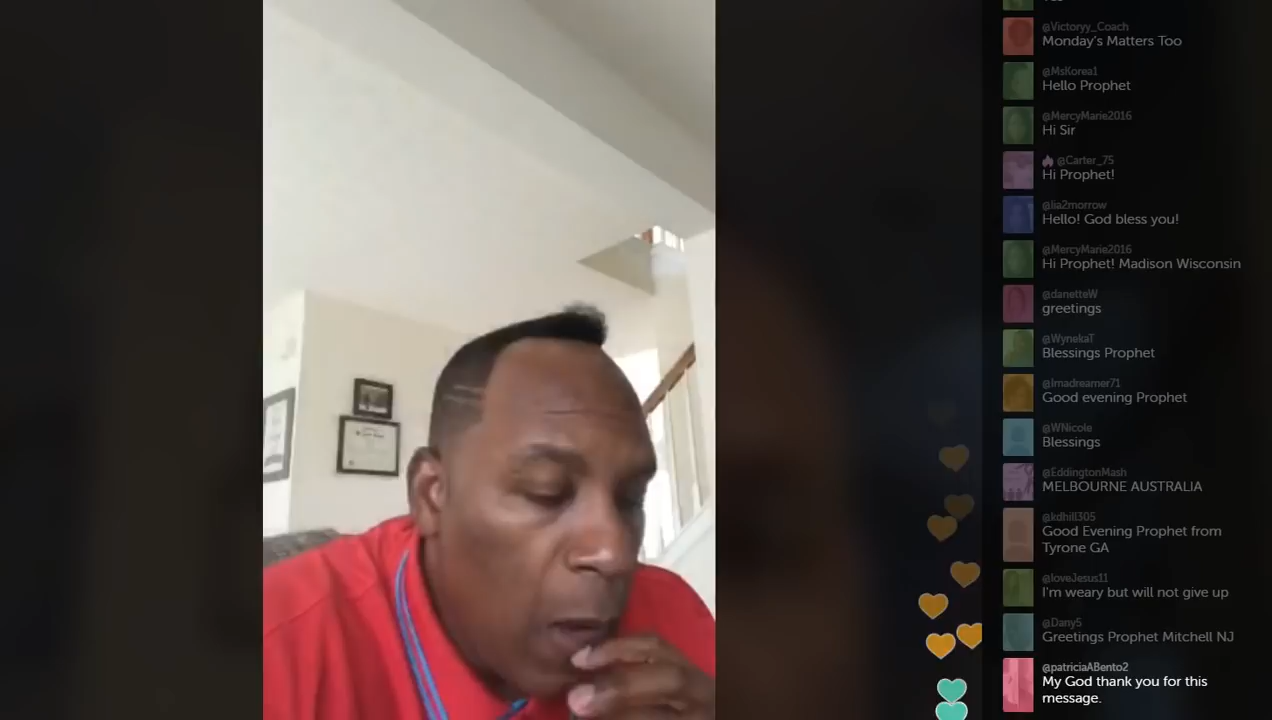 @Victoryy_Coach
Monday's Matters Too
@MsKorea1
Hello Prophet
@MercyMarie2016
Hi Sir
@Carter_75
Hi Prophet!
@lia2morrow
Hello! God bless you!
@MercyMarie2016
Hi Prophet! Madison Wisconsin
@danetteW
greetings
@WynekaT
Blessings Prophet
@Imadreamer71
Good evening Prophet
@WNicole
Blessings
@EddingtonMash
MELBOURNE AUSTRALIA
@kdhill305
Good Evening Prophet from
Tyrone GA
@loveJesus11
I'm weary but will not give up
@Dany5
Greetings Prophet Mitchell NJ
@patriciaABento2
My God thank you for this
message.